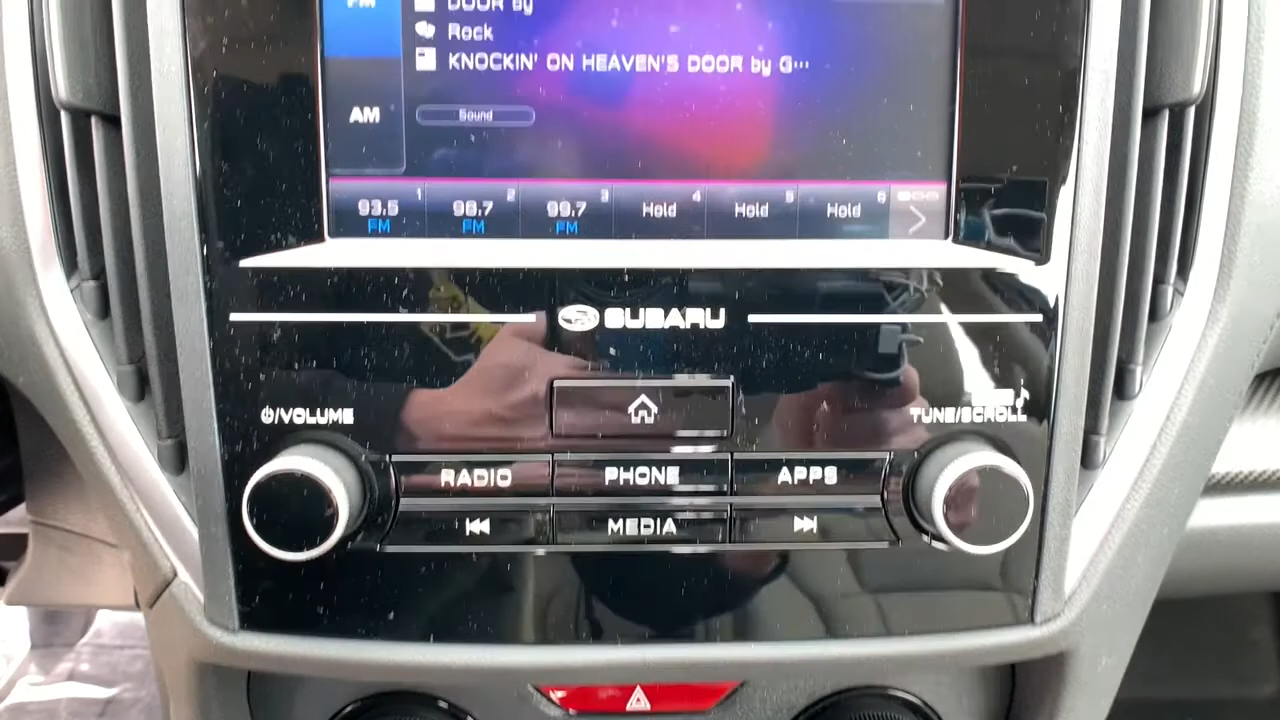 FM
DOOR by
Rock
KNOCKIN' ON HEAVEN'S DOOR by G...
AM
Sound
1 2 3 4 5 6
93.5 98.7 99.7 Hold Hold Hold
FM FM FM
SUBARU
/VOLUME
TUNE/SCROLL
RADIO PHONE APPS
MEDIA